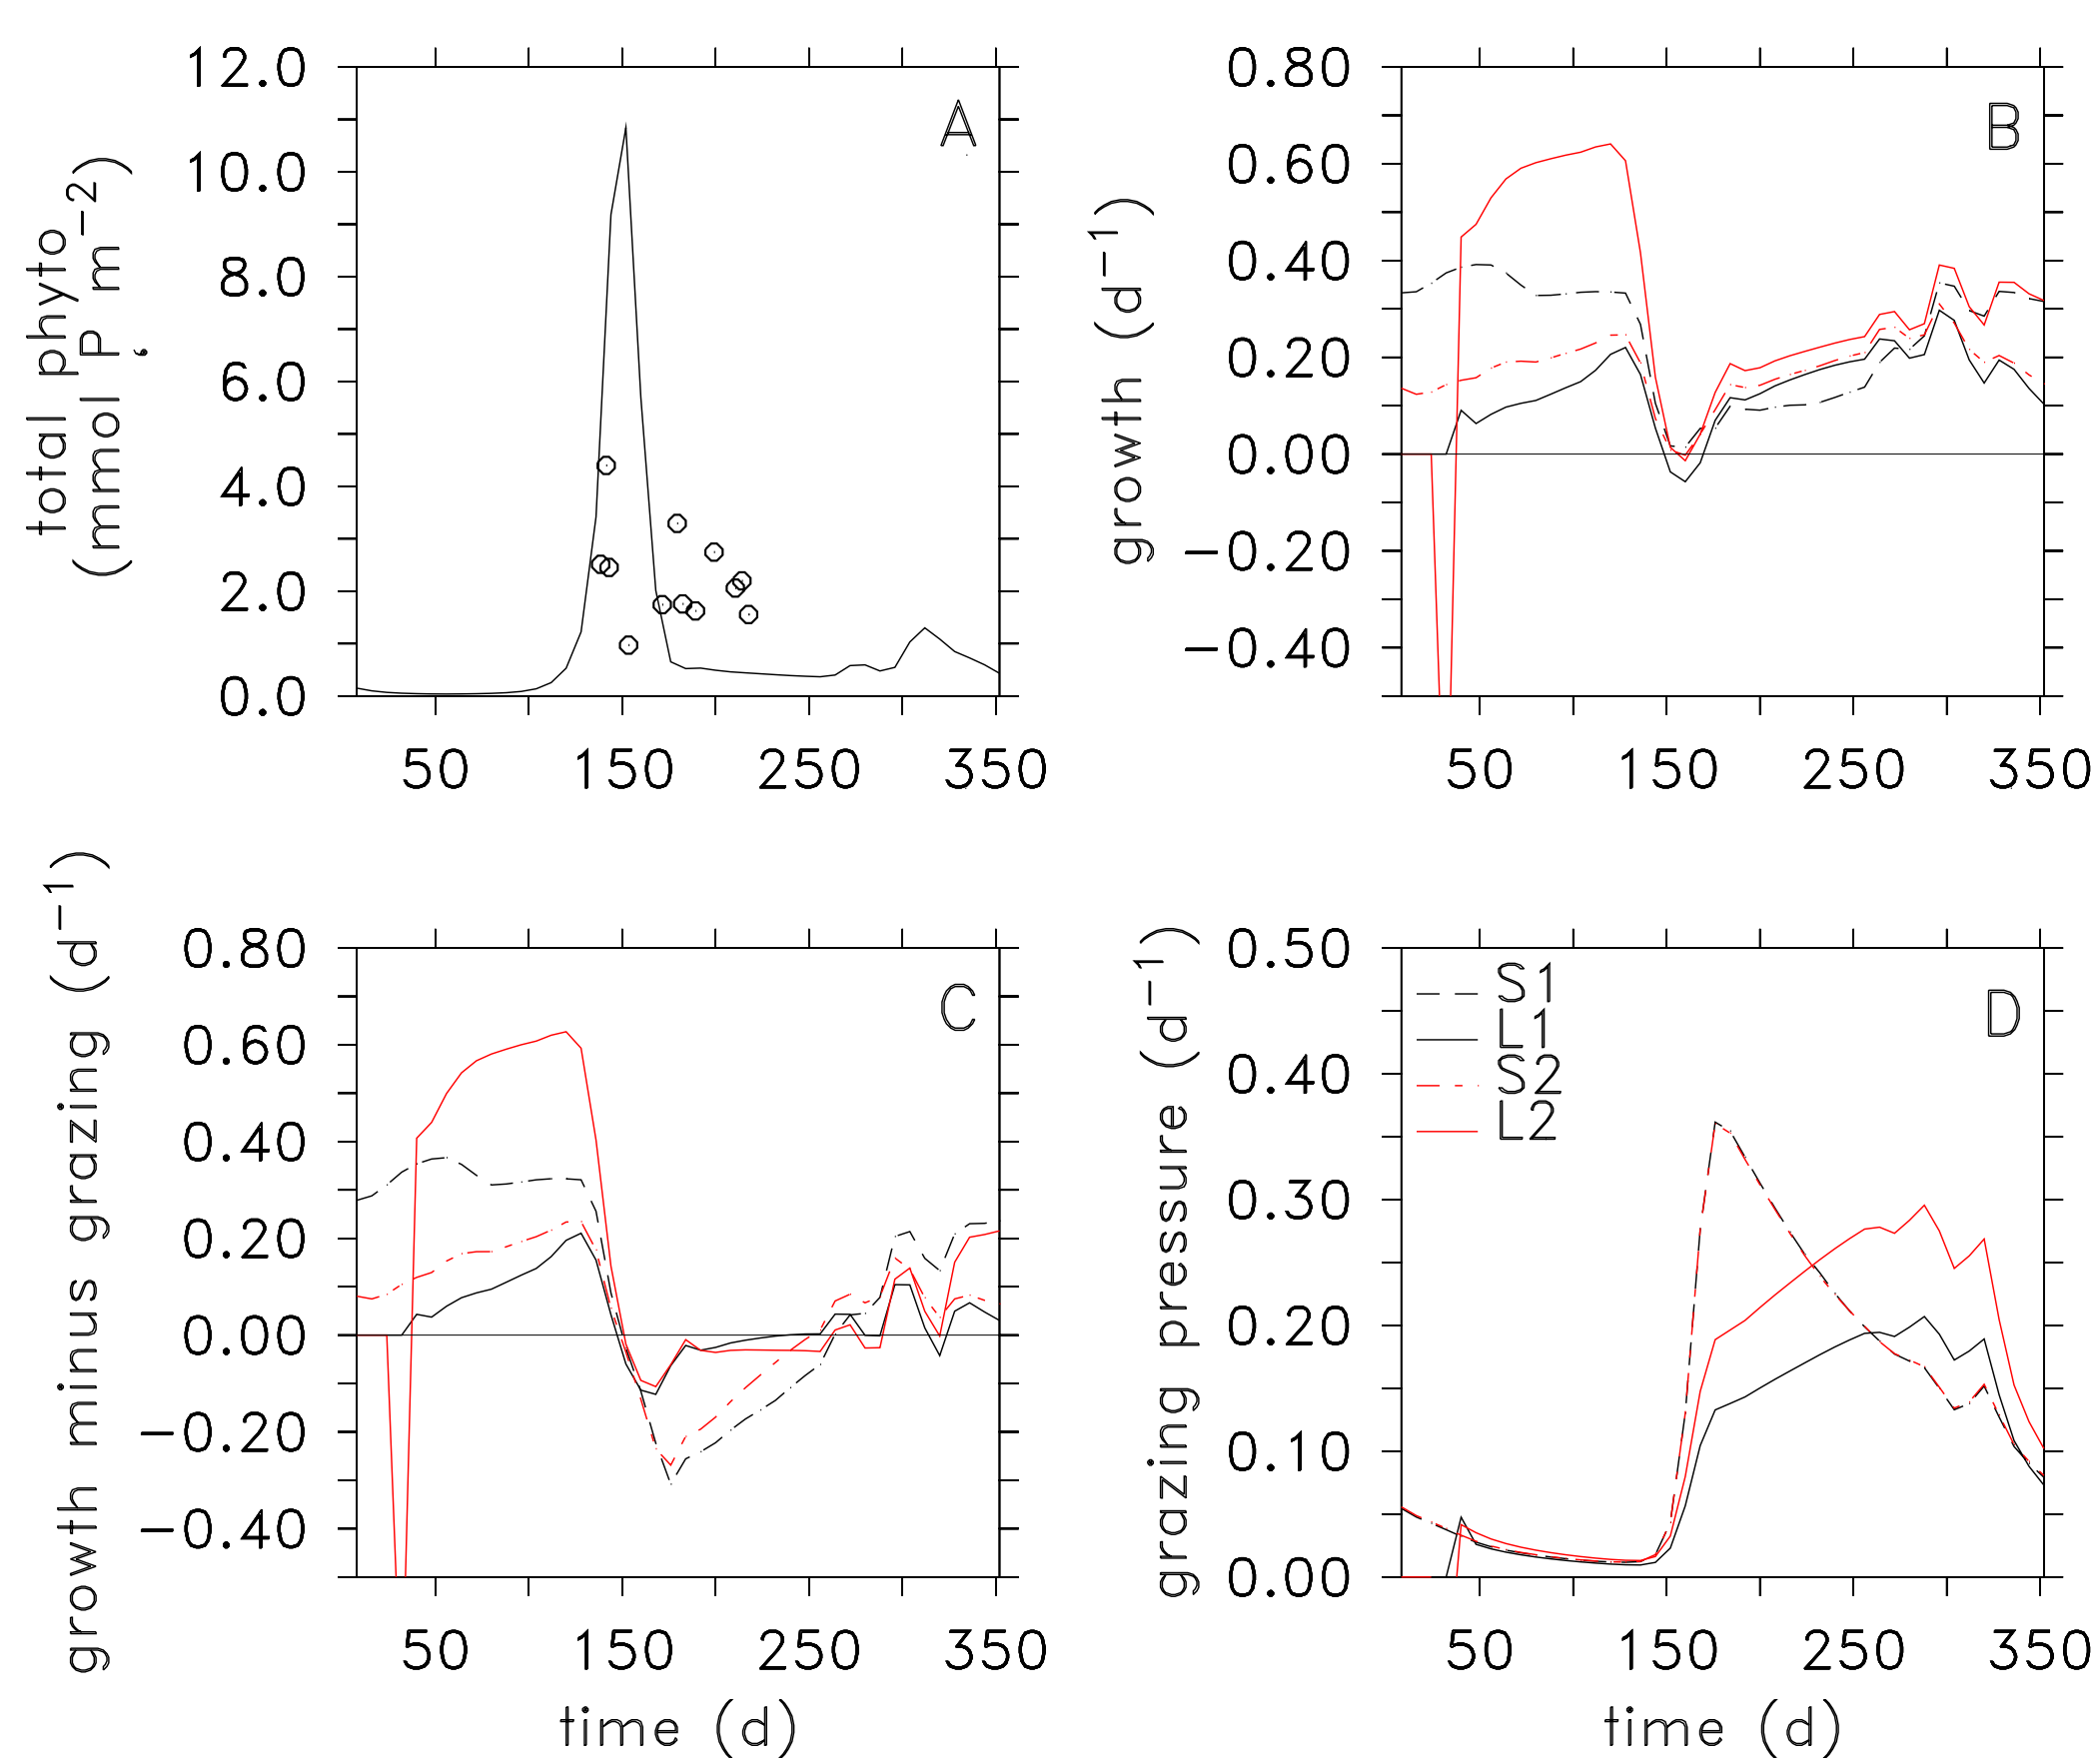 total phyto
(mmol P m−2)
12.0
10.0
8.0
6.0
4.0
2.0
0.0
A
50 150 250 350
growth (d−1)
0.80
0.60
0.40
0.20
0.00
−0.20
−0.40
B
50 150 250 350
growth minus grazing (d−1)
0.80
0.60
0.40
0.20
0.00
−0.20
−0.40
C
50 150 250 350
time (d)
grazing pressure (d−1)
0.50
0.40
0.30
0.20
0.10
0.00
S1
L1
S2
L2
D
50 150 250 350
time (d)